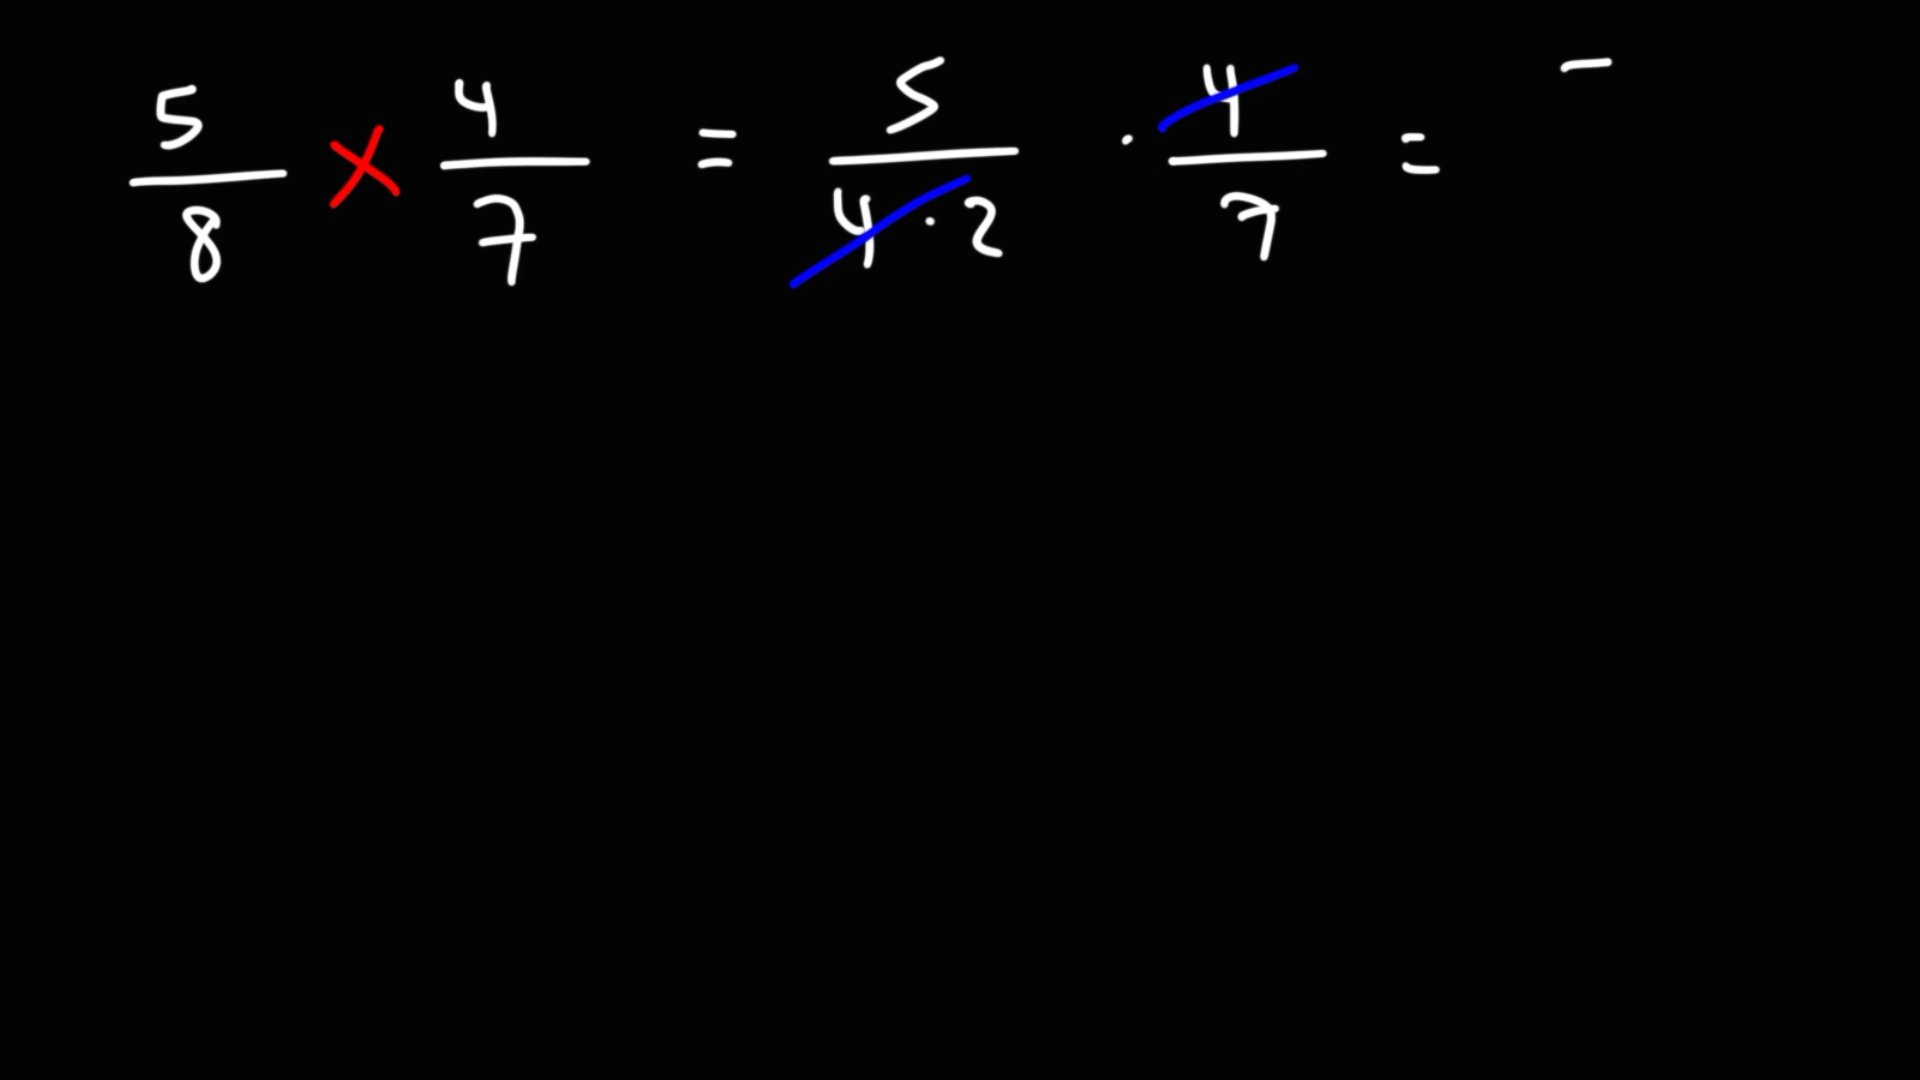 5/8 × 4/7 = 5/(4·2) · 4/7 =